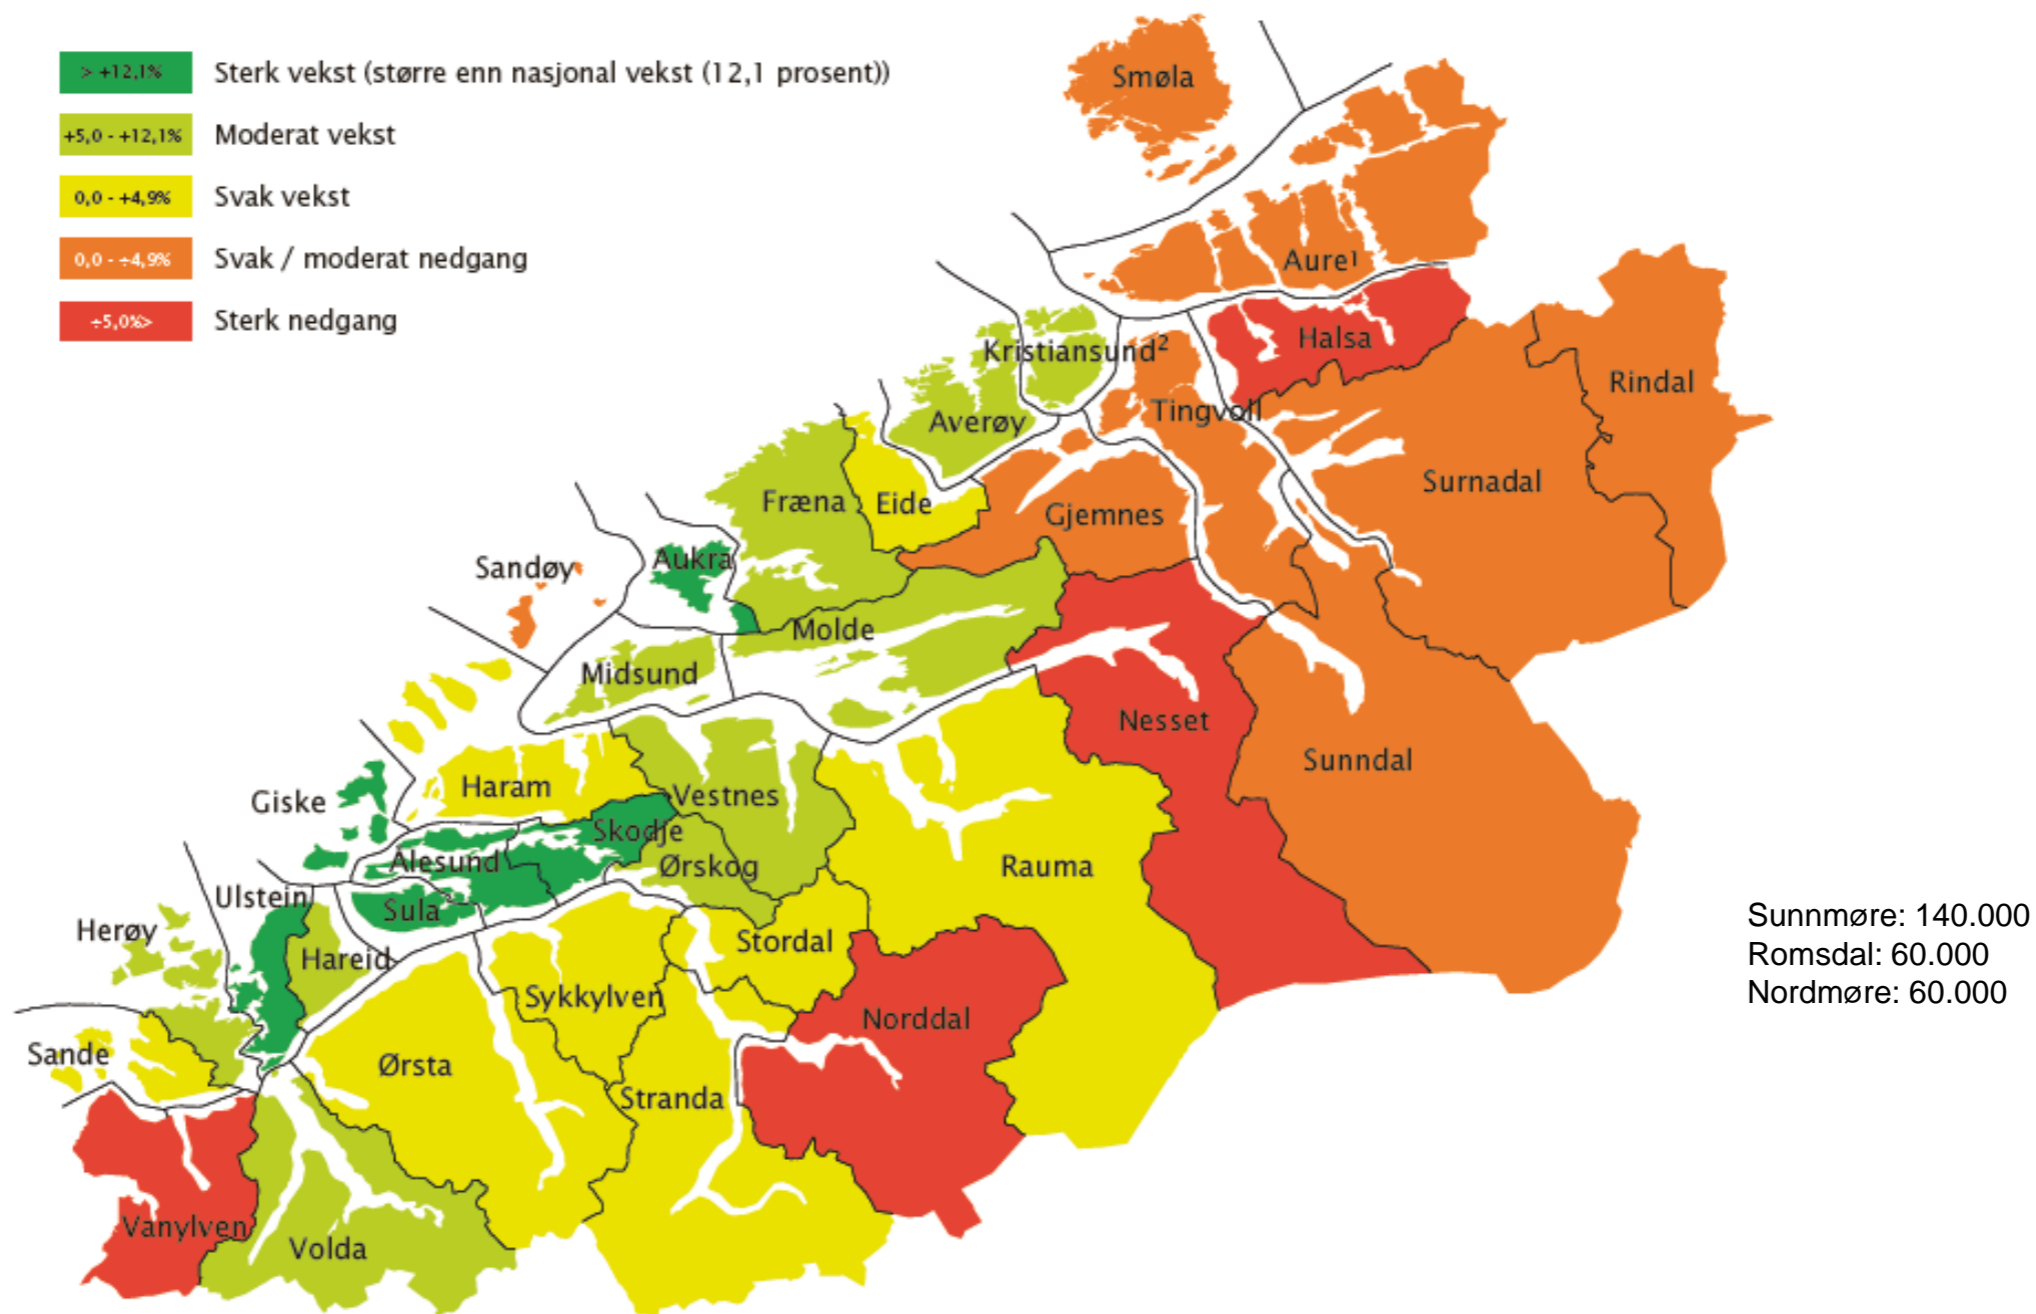 > +12,1% Sterk vekst (større enn nasjonal vekst (12,1 prosent))
+5,0 - +12,1% Moderat vekst
0,0 - +4,9% Svak vekst
0,0 - ÷4,9% Svak / moderat nedgang
÷5,0%> Sterk nedgang
Smøla
Aure¹
Halsa
Kristiansund²
Rindal
Tingvoll
Averøy
Surnadal
Fræna
Eide
Gjemnes
Aukra
Sandøy
Molde
Midsund
Nesset
Sunndal
Haram
Vestnes
Giske
Skodje
Ålesund
Ørskog
Rauma
Ulstein
Sula
Herøy
Stordal
Hareid
Sykkylven
Norddal
Sande
Ørsta
Stranda
Vanylven
Volda
Sunnmøre: 140.000
Romsdal: 60.000
Nordmøre: 60.000